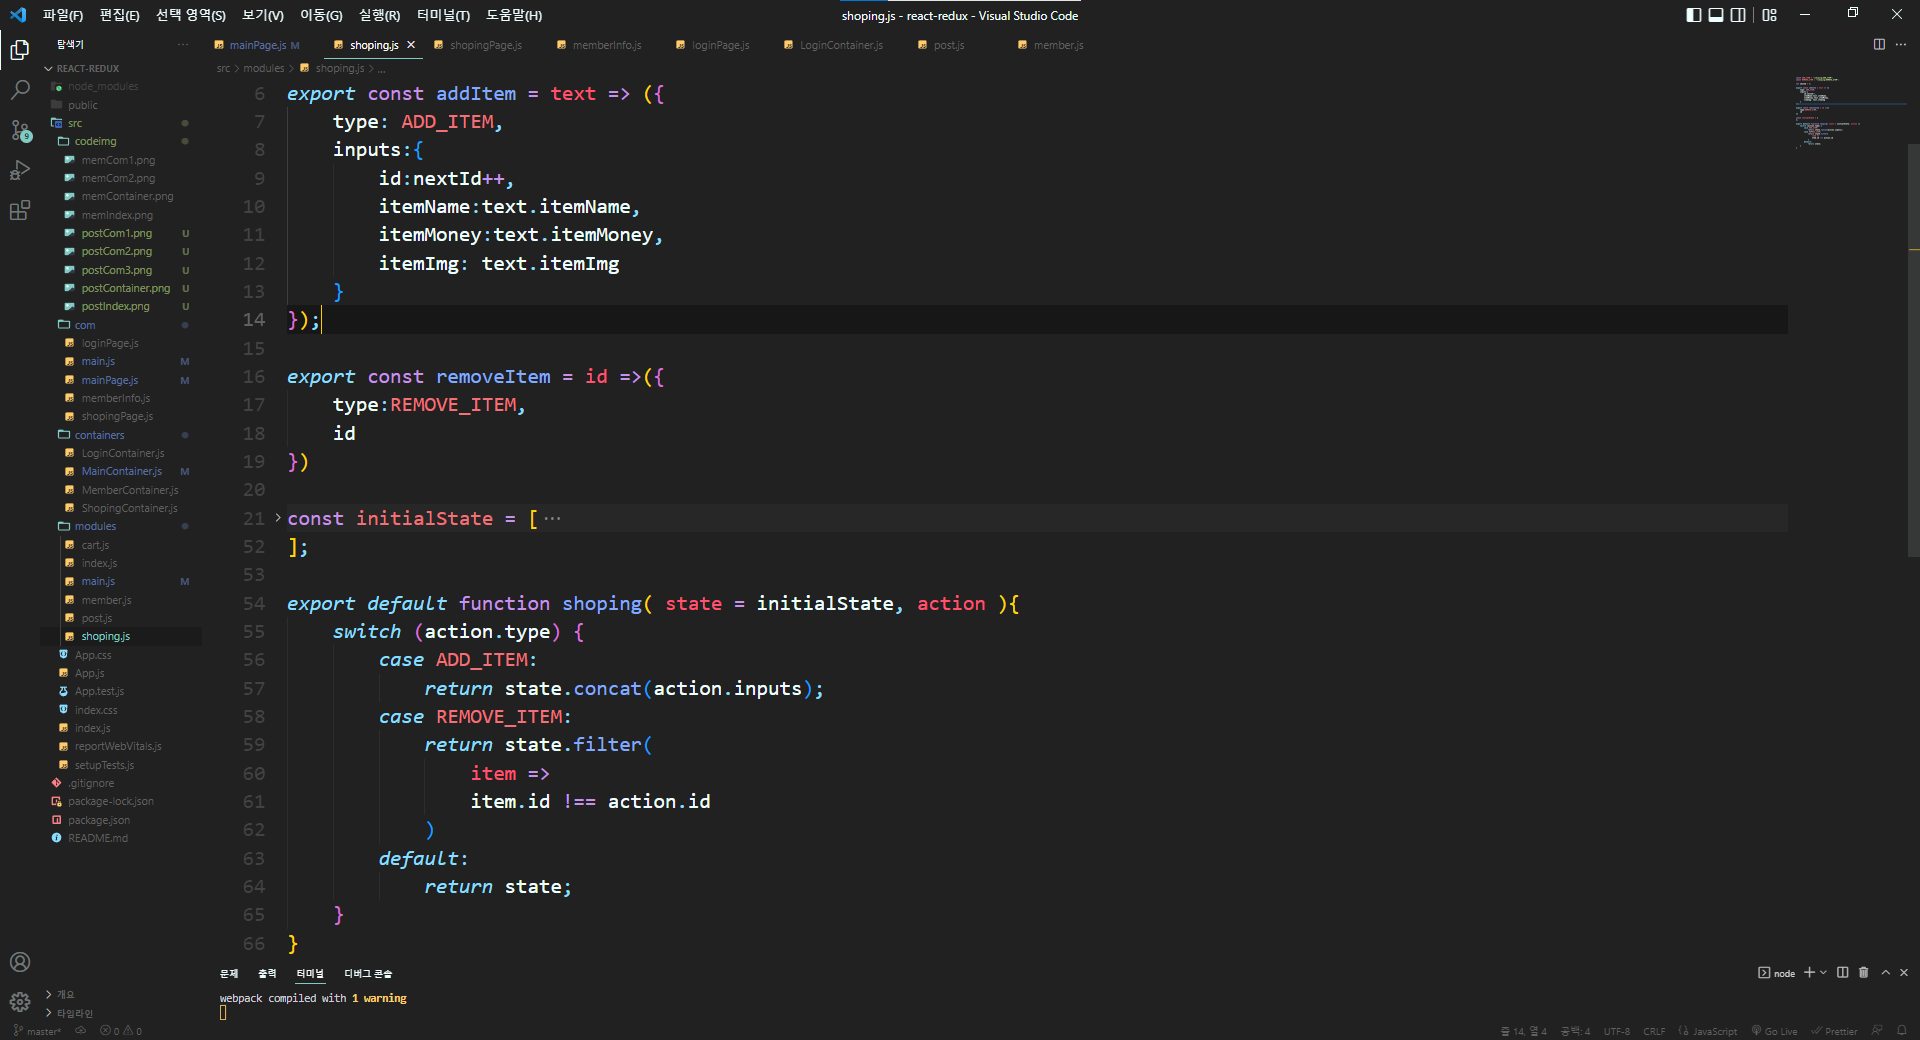 파일(F) 편집(E) 선택 영역(S) 보기(V) 이동(G) 실행(R) 터미널(T) 도움말(H)
shoping.js - react-redux - Visual Studio Code
탐색기
REACT-REDUX
node_modules
public
src
codeimg
memCom1.png
memCom2.png
memContainer.png
memIndex.png
postCom1.png U
postCom2.png U
postCom3.png U
postContainer.png U
postIndex.png U
com
loginPage.js
main.js M
mainPage.js M
memberInfo.js
shopingPage.js
containers
LoginContainer.js
MainContainer.js M
MemberContainer.js
ShopingContainer.js
modules
cart.js
index.js
main.js M
member.js
post.js
shoping.js
App.css
App.js
App.test.js
index.css
index.js
reportWebVitals.js
setupTests.js
.gitignore
package-lock.json
package.json
README.md
개요
타임라인
9
mainPage.js M shoping.js shopingPage.js memberInfo.js loginPage.js LoginContainer.js post.js member.js
src > modules > shoping.js > ...
6 export const addItem = text => ({
7 type: ADD_ITEM,
8 inputs:{
9 id:nextId++,
10 itemName:text.itemName,
11 itemMoney:text.itemMoney,
12 itemImg: text.itemImg
13 }
14 });
15
16 export const removeItem = id =>({
17 type:REMOVE_ITEM,
18 id
19 })
20
21 const initialState = [···
52 ];
53
54 export default function shoping( state = initialState, action ){
55 switch (action.type) {
56 case ADD_ITEM:
57 return state.concat(action.inputs);
58 case REMOVE_ITEM:
59 return state.filter(
60 item =>
61 item.id !== action.id
62 )
63 default:
64 return state;
65 }
66 }
문제 출력 터미널 디버그 콘솔
node
webpack compiled with 1 warning
master* 0 0 줄 14, 열 4 공백: 4 UTF-8 CRLF JavaScript Go Live Prettier